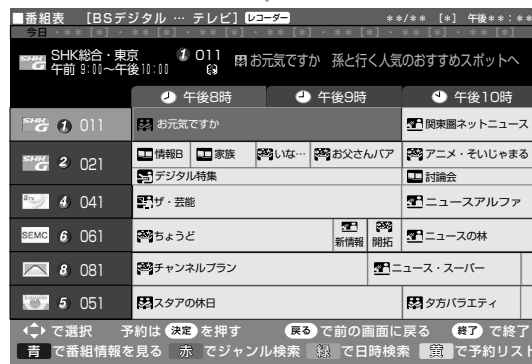 ■番組表 [BSデジタル … テレビ] レコーダー **/** [*] 午後**:**
今日 ・ **[*] ・ **[*] ・ **[*] ・ **[*] ・ **[*] ・ **[*] ・ **[*]
SHK G SHK総合・東京 1 011 お元気ですか 孫と行く人気のおすすめスポットへ
午前 9:00～午後10:00
午後8時 午後9時 午後10時
SHK G 1 011 お元気ですか 関東圏ネットニュース
SHK G 2 021 情報B 家族 いな… お父さんバア アニメ・そいじゃまる
デジタル特集 討論会
2TV 4 041 ザ・芸能 ニュースアルファ
SEMC 6 061 ちょうど 新情報 開拓 ニュースの林
8 081 チャンネルプラン ニュース・スーパー
5 051 スタアの休日 夕方バラエティ
で選択 予約は 決定 を押す 戻る で前の画面に戻る 終了 で終了
青 で番組情報を見る 赤 でジャンル検索 緑 で日時検索 黄 で予約リスト